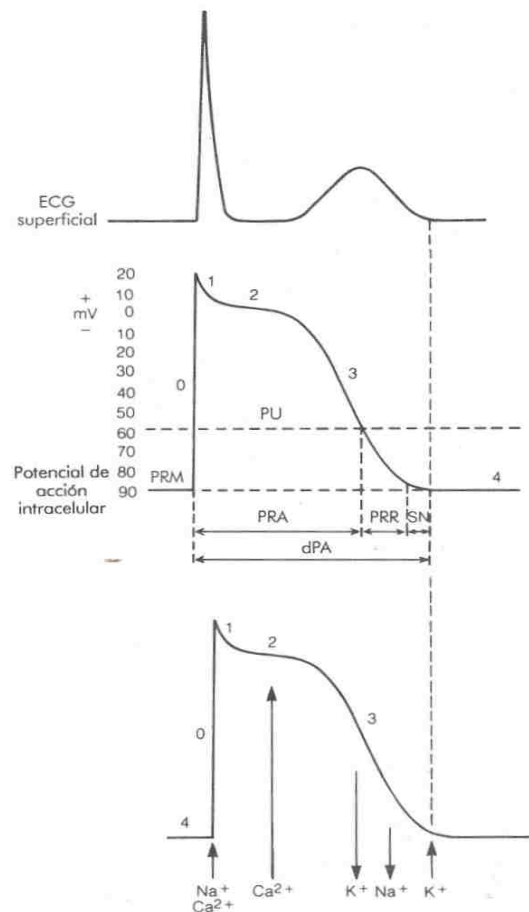 ECG
superficial
20
10
0
10
20
30
40
50
60
70
80
90
+
mV
−
1
2
0
3
PU
PRM
4
Potencial de
acción
intracelular
PRA
PRR
SN
dPA
1
2
0
3
4
Na+
Ca2+
Ca2+
K+
Na+
K+